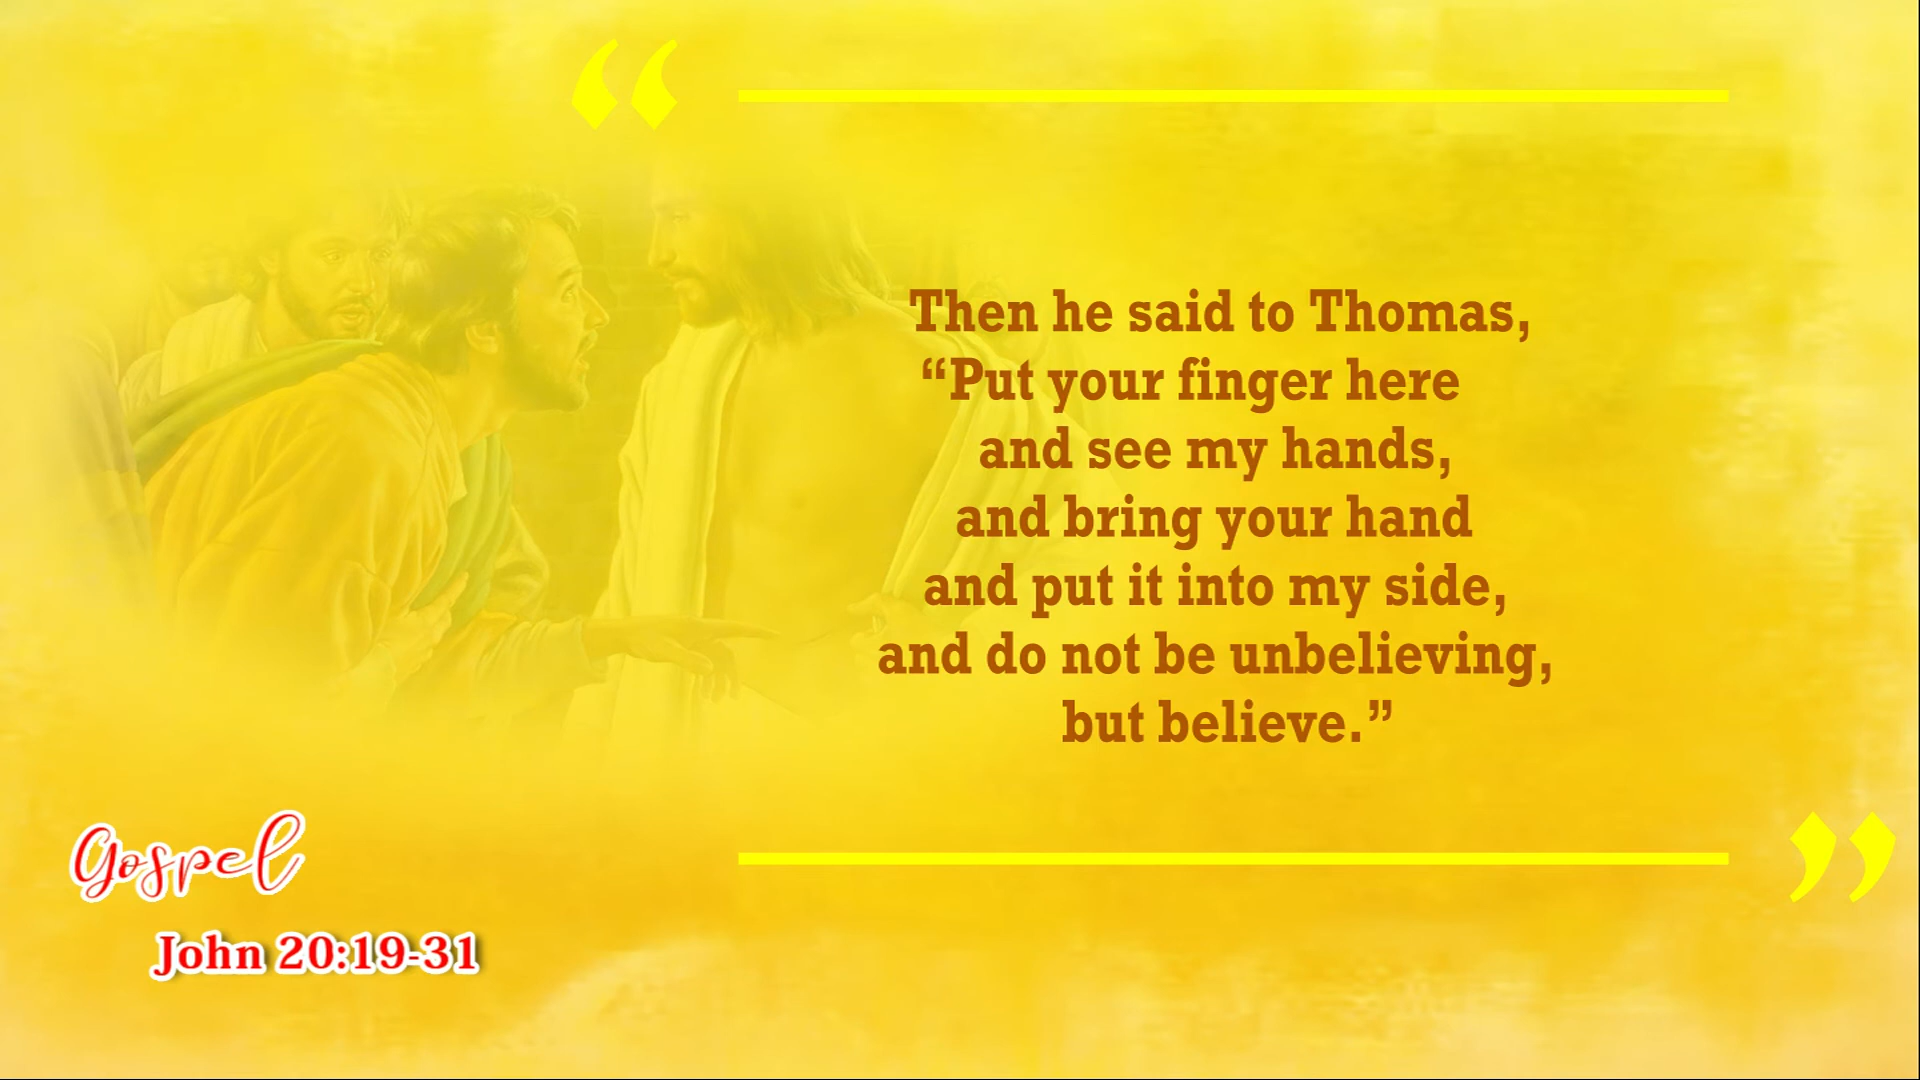 Then he said to Thomas,
“Put your finger here
and see my hands,
and bring your hand
and put it into my side,
and do not be unbelieving,
but believe.”
Gospel
John 20:19-31